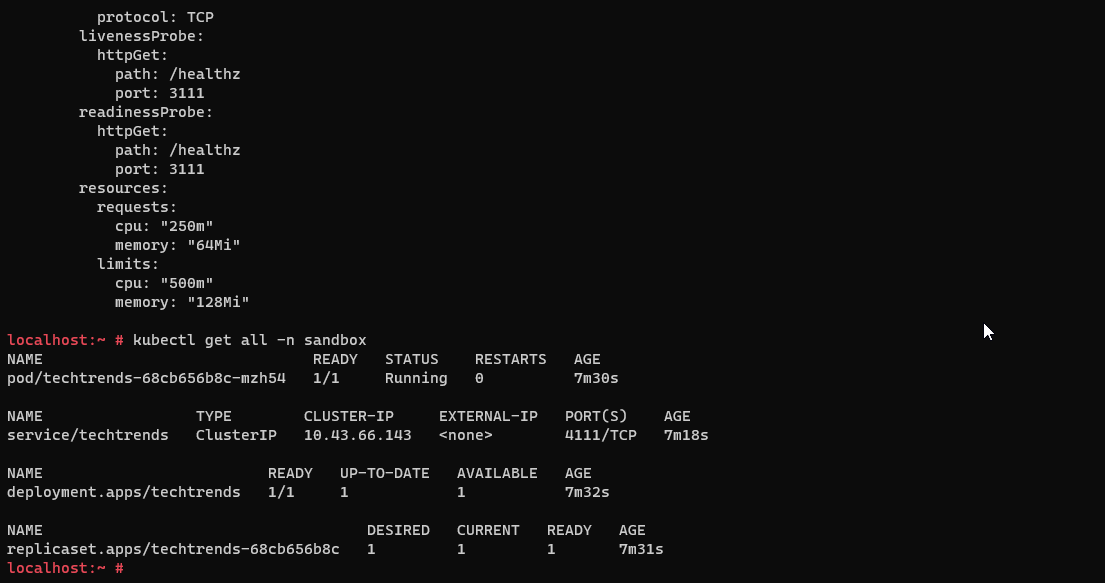 protocol: TCP
        livenessProbe:
          httpGet:
            path: /healthz
            port: 3111
        readinessProbe:
          httpGet:
            path: /healthz
            port: 3111
        resources:
          requests:
            cpu: "250m"
            memory: "64Mi"
          limits:
            cpu: "500m"
            memory: "128Mi"

localhost:~ # kubectl get all -n sandbox
NAME                              READY   STATUS    RESTARTS   AGE
pod/techtrends-68cb656b8c-mzh54   1/1     Running   0          7m30s

NAME                 TYPE        CLUSTER-IP     EXTERNAL-IP   PORT(S)    AGE
service/techtrends   ClusterIP   10.43.66.143   <none>        4111/TCP   7m18s

NAME                         READY   UP-TO-DATE   AVAILABLE   AGE
deployment.apps/techtrends   1/1     1            1           7m32s

NAME                                    DESIRED   CURRENT   READY   AGE
replicaset.apps/techtrends-68cb656b8c   1         1         1       7m31s
localhost:~ #